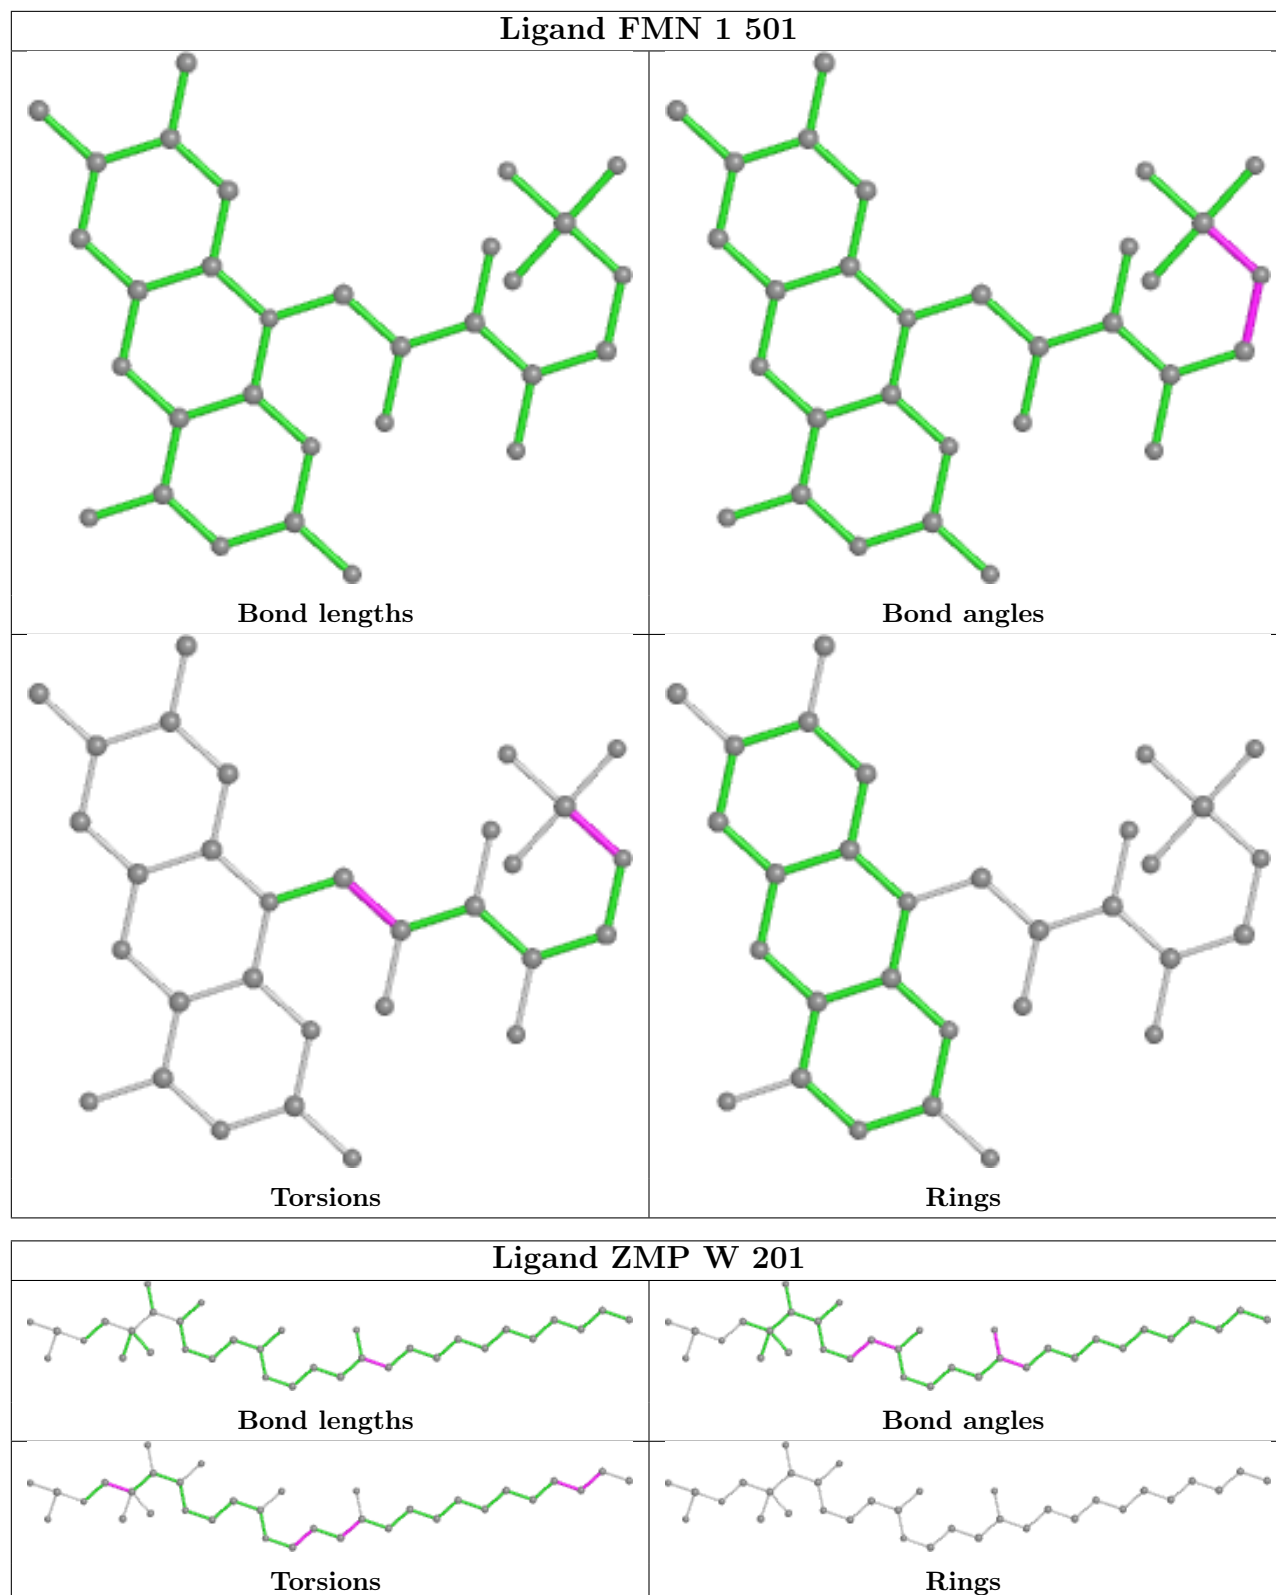 Ligand FMN 1 501
Bond lengths
Bond angles
Torsions
Rings
Ligand ZMP W 201
Bond lengths
Bond angles
Torsions
Rings